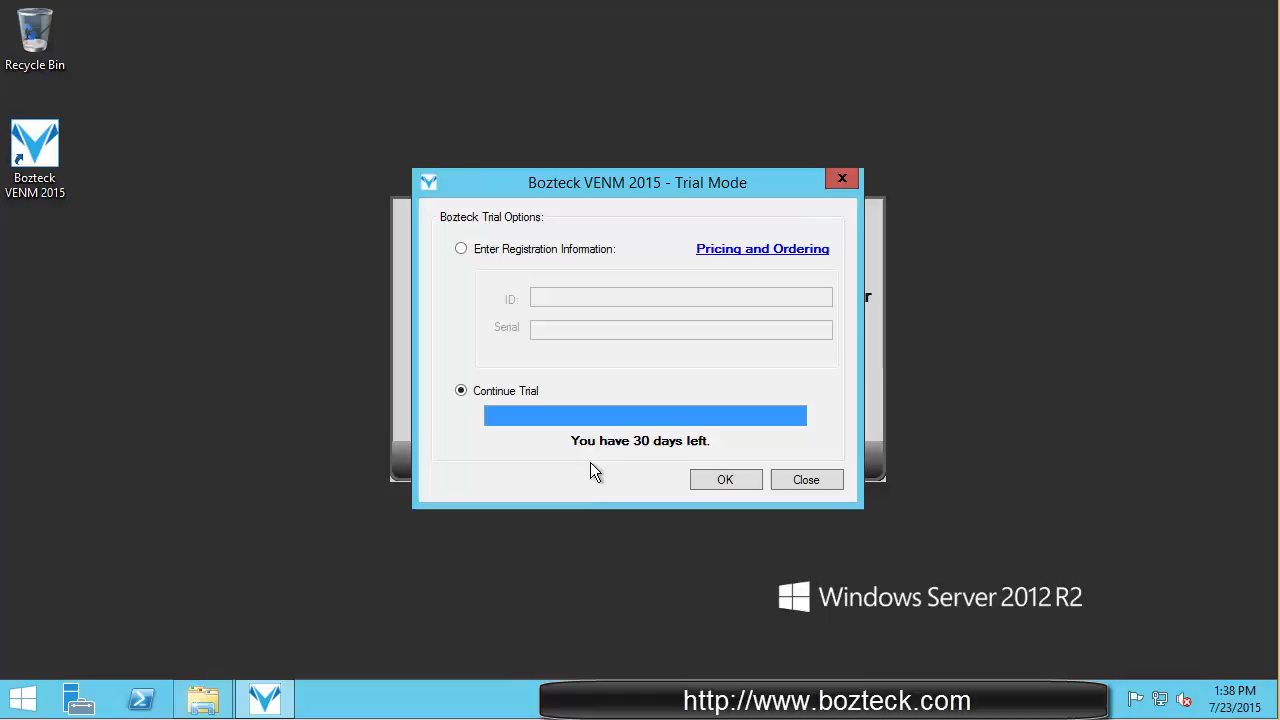 Recycle Bin
Bozteck
VENM 2015
Bozteck VENM 2015 - Trial Mode
Bozteck Trial Options:
Enter Registration Information:
Pricing and Ordering
ID:
Serial
r
Continue Trial
You have 30 days left.
OK
Close
Windows Server 2012 R2
http://www.bozteck.com
1:38 PM
7/23/2015